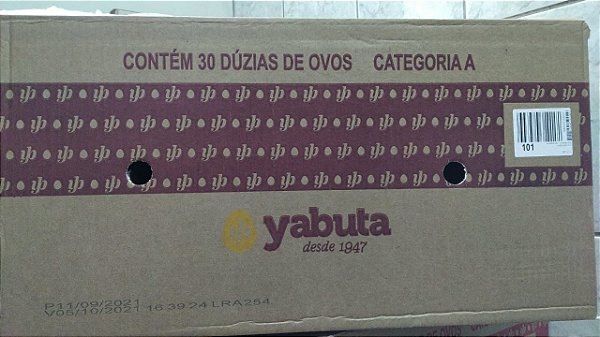 CONTÉM 30 DÚZIAS DE OVOS CATEGORIA A
101
yabuta
desde 1947
P11/09/2021
V05/10/2021 16:39:24 LRA254